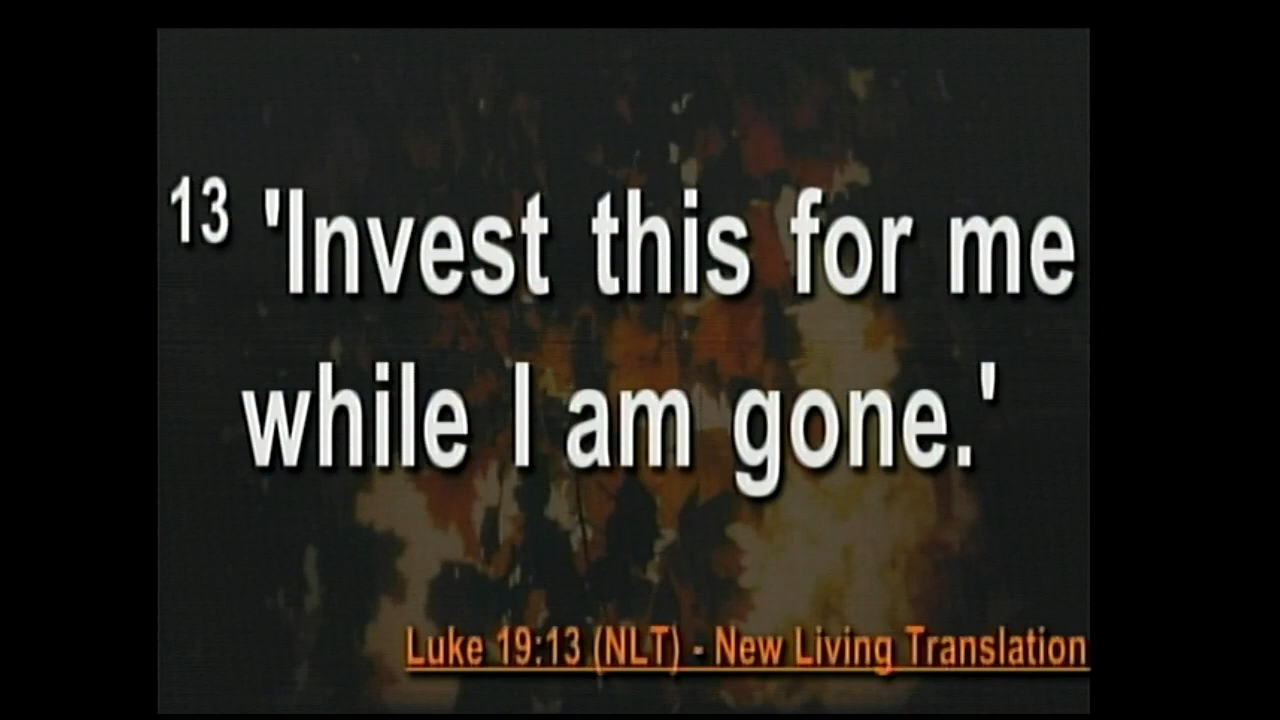 13 'Invest this for me
while I am gone.'
Luke 19:13 (NLT) - New Living Translation